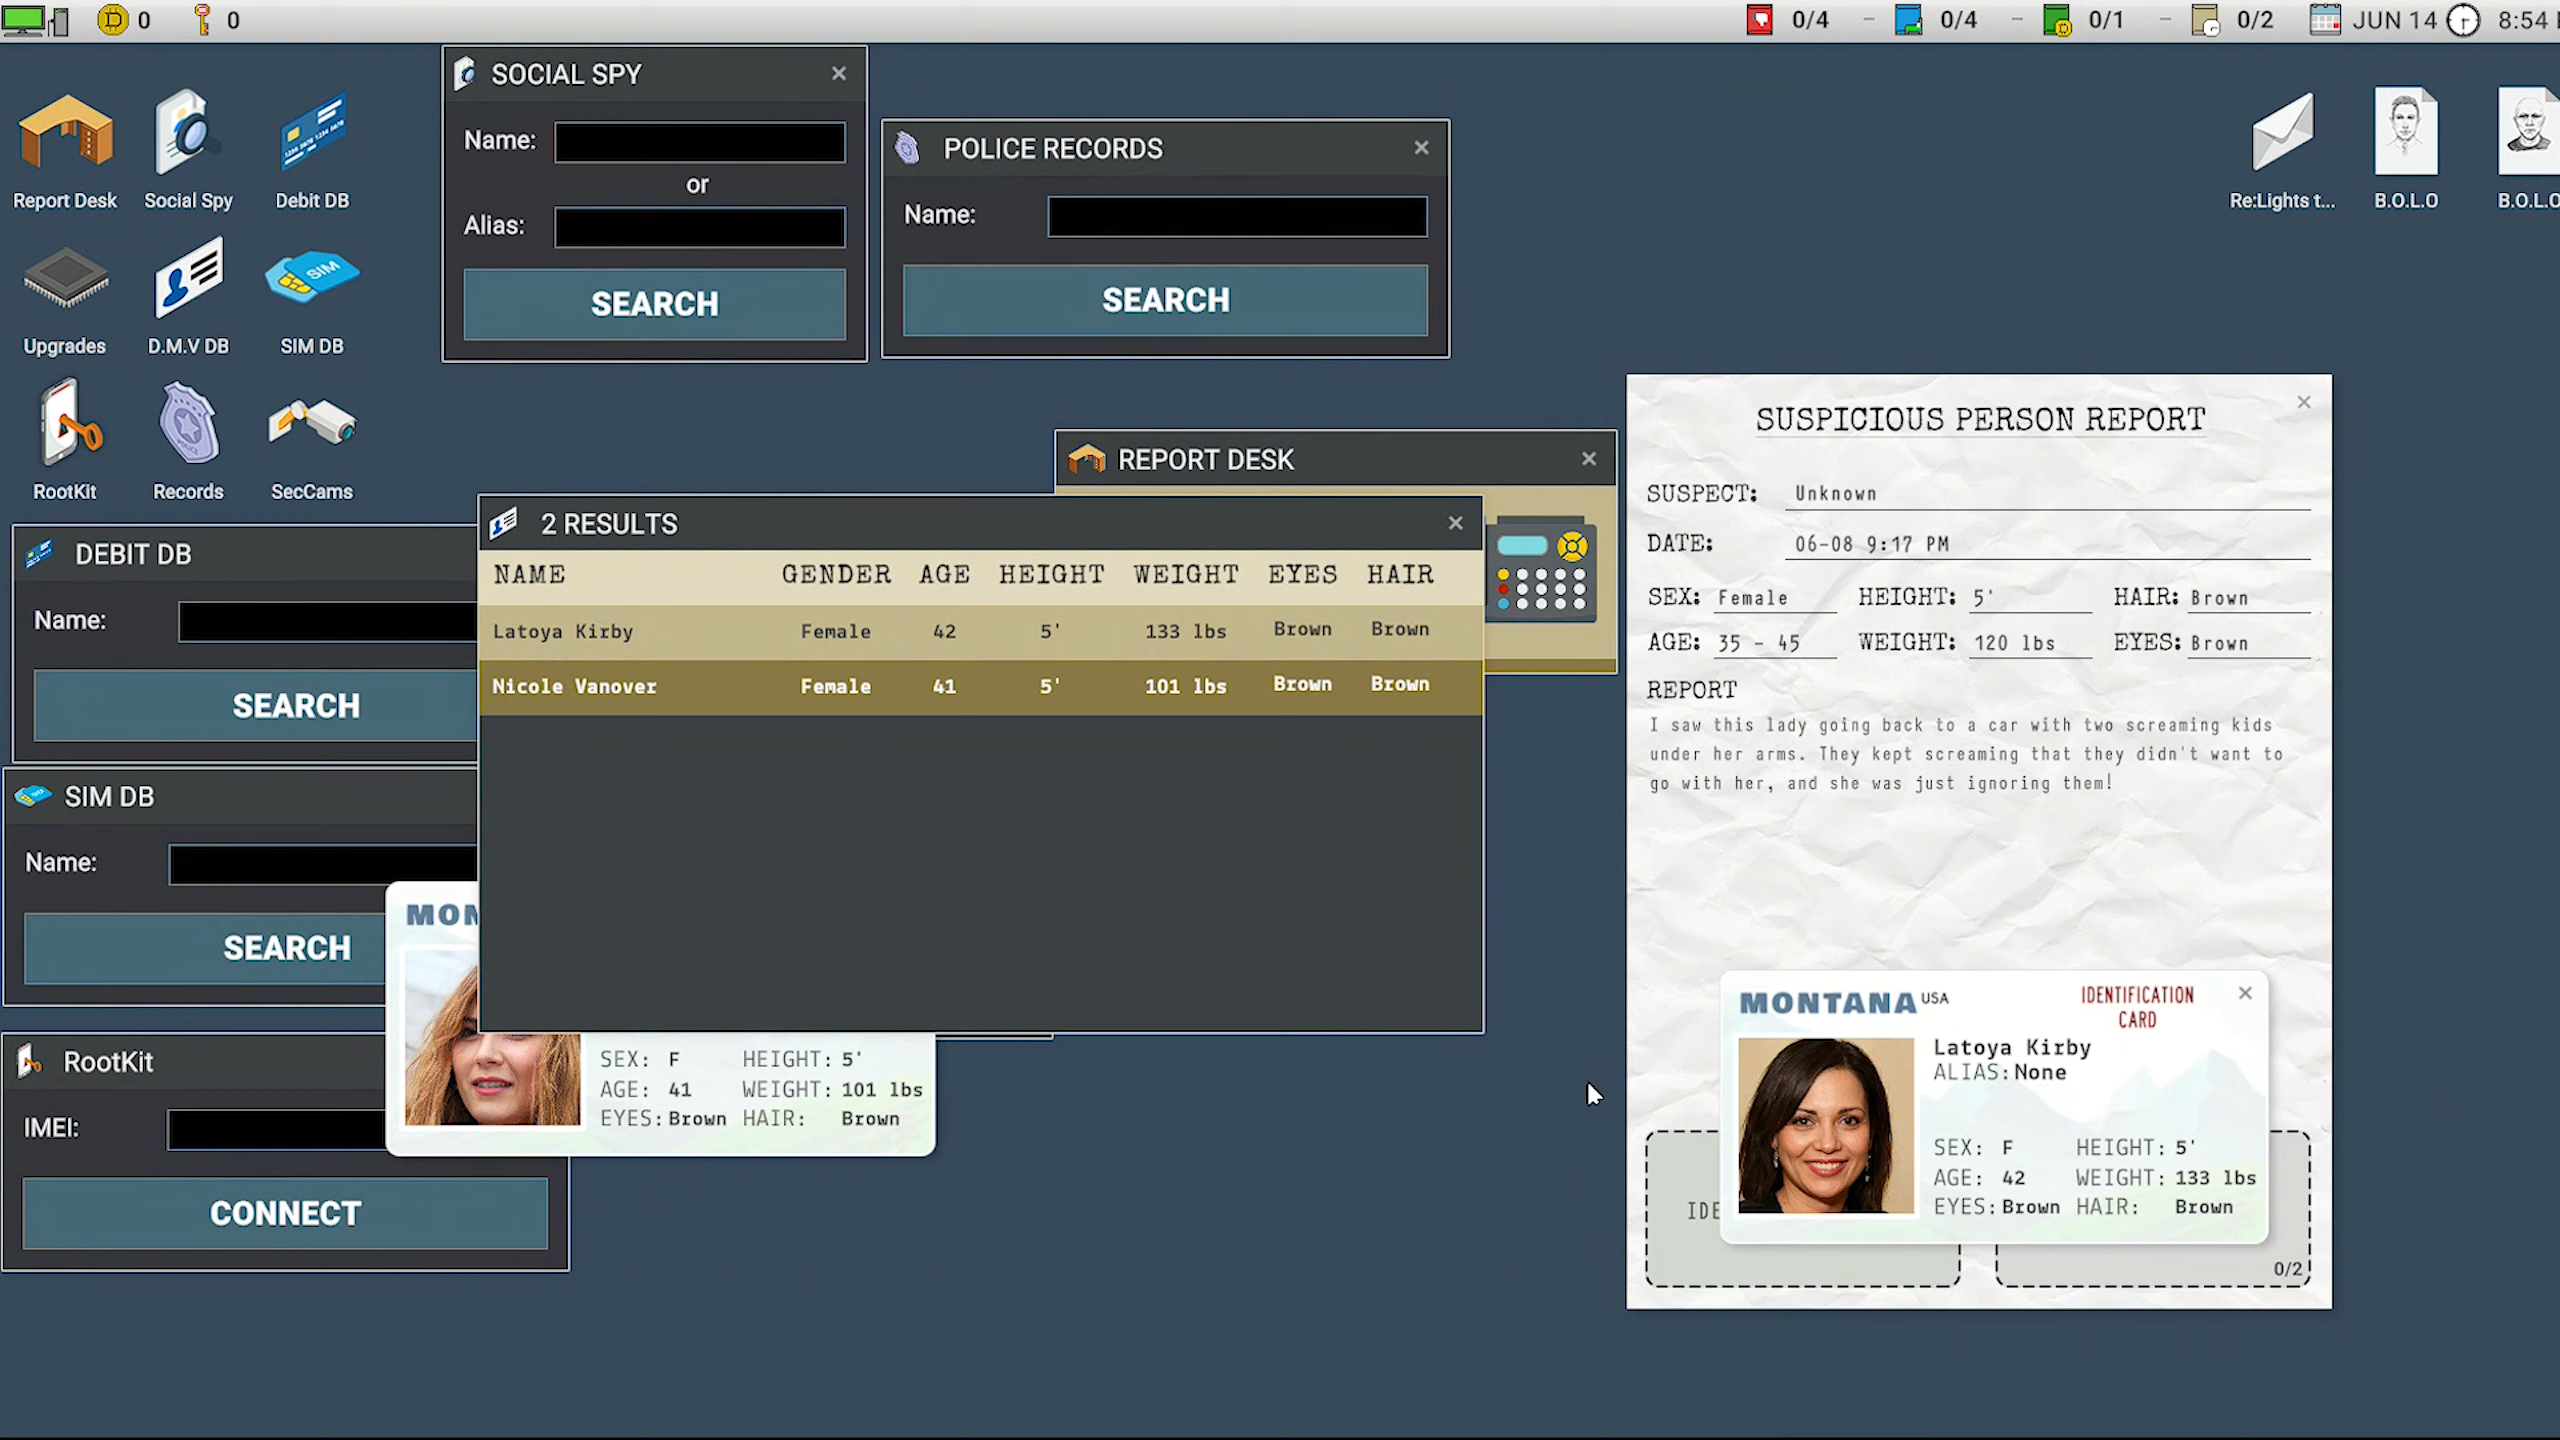 0
0
0/4
0/4
0/1
0/2
JUN 14
8:54
Report Desk
Social Spy
Debit DB
Upgrades
D.M.V DB
SIM DB
RootKit
Records
SecCams
Re:Lights t...
B.O.L.O
B.O.L.O
SOCIAL SPY
Name:
or
Alias:
SEARCH
POLICE RECORDS
Name:
SEARCH
REPORT DESK
DEBIT DB
Name:
SEARCH
SIM DB
Name:
SEARCH
RootKit
IMEI:
CONNECT
2 RESULTS
NAME GENDER AGE HEIGHT WEIGHT EYES HAIR
Latoya Kirby Female 42 5' 133 lbs Brown Brown
Nicole Vanover Female 41 5' 101 lbs Brown Brown
MON
SEX: F HEIGHT: 5'
AGE: 41 WEIGHT: 101 lbs
EYES: Brown HAIR: Brown
SUSPICIOUS PERSON REPORT
SUSPECT: Unknown
DATE: 06-08 9:17 PM
SEX: Female HEIGHT: 5' HAIR: Brown
AGE: 35 - 45 WEIGHT: 120 lbs EYES: Brown
REPORT
I saw this lady going back to a car with two screaming kids
under her arms. They kept screaming that they didn't want to
go with her, and she was just ignoring them!
MONTANA USA
IDENTIFICATION
CARD
Latoya Kirby
ALIAS: None
SEX: F HEIGHT: 5'
AGE: 42 WEIGHT: 133 lbs
EYES: Brown HAIR: Brown
IDE
0/2